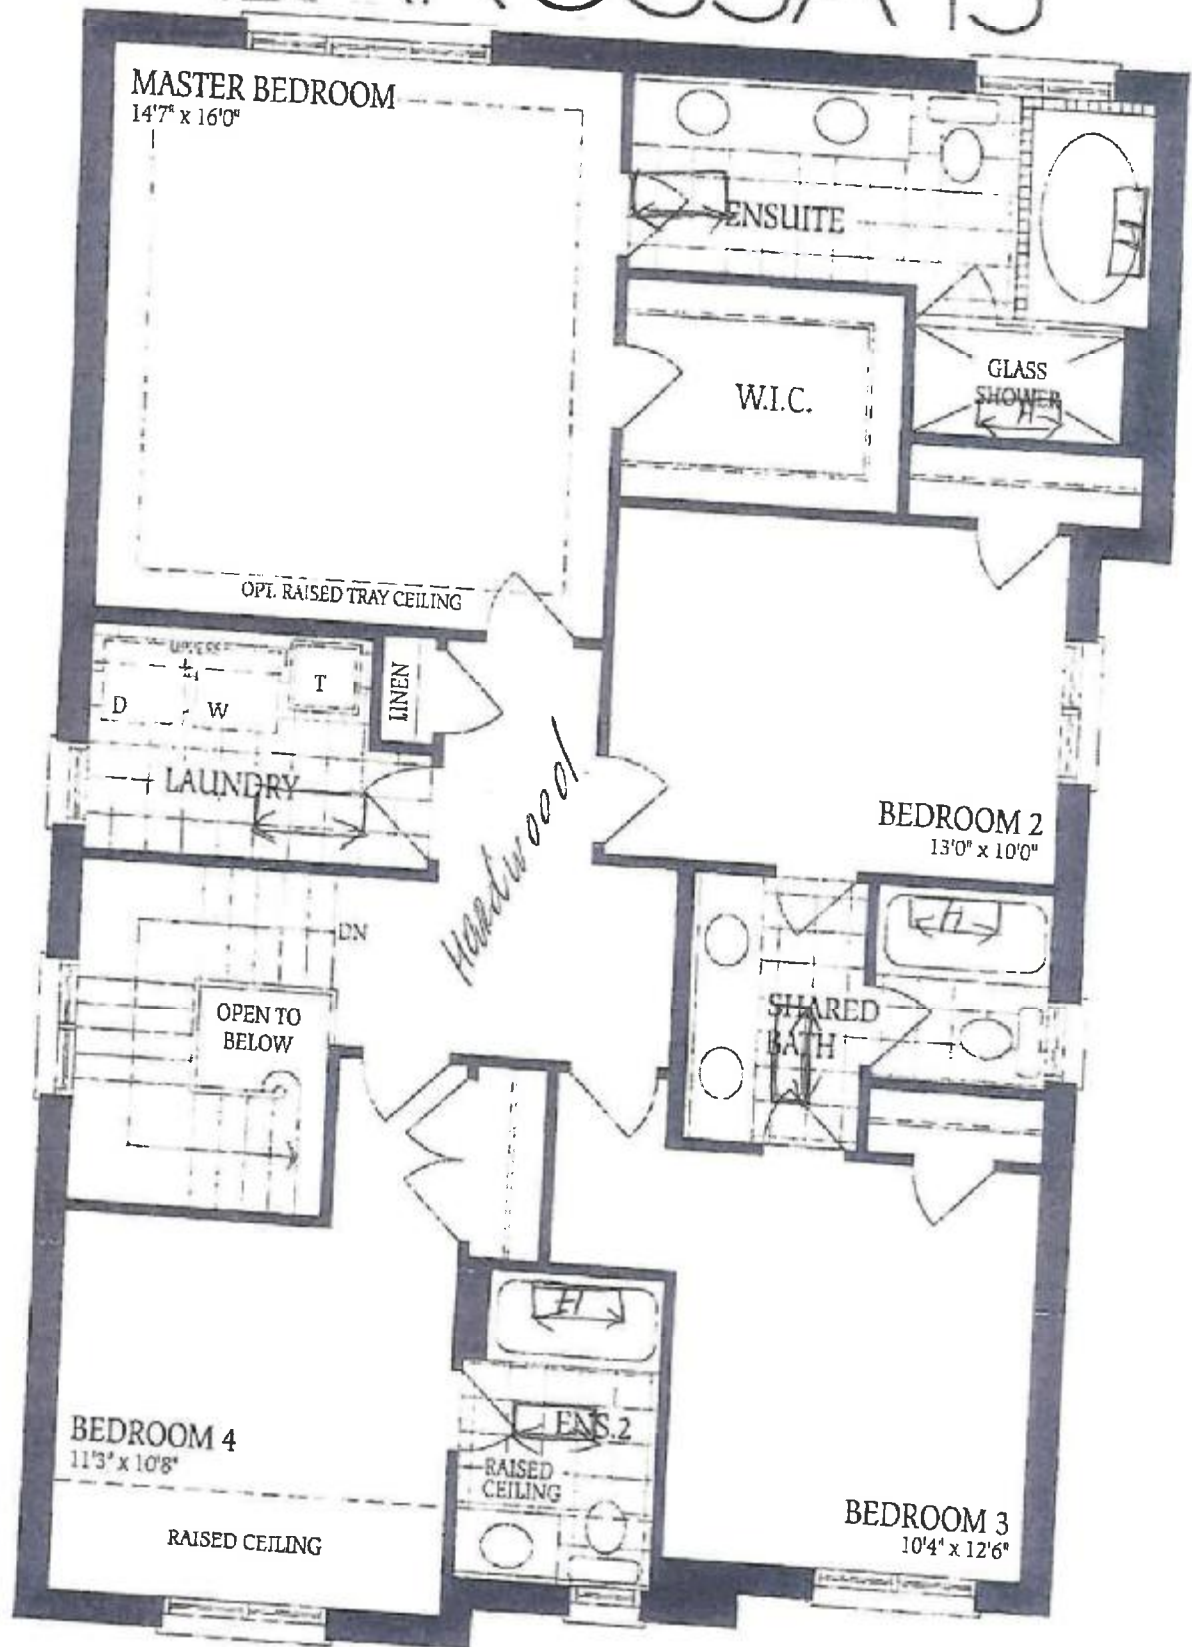 MASTER BEDROOM
14'7" x 16'0"
ENSUITE
GLASS
SHOWER
H
H
W.I.C.
OPT. RAISED TRAY CEILING
D
W
T
LINEN
LAUNDRY
Hardwoool
BEDROOM 2
13'0" x 10'0"
DN
OPEN TO
BELOW
H
SHARED
BATH
H
ENS.2
RAISED
CEILING
BEDROOM 4
11'3" x 10'8"
RAISED CEILING
BEDROOM 3
10'4" x 12'6"